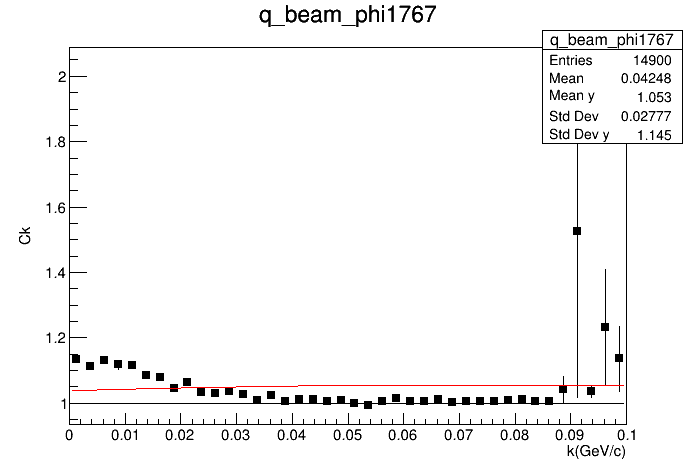 q_beam_phi1767
q_beam_phi1767
Entries 14900
Mean 0.04248
Mean y 1.053
Std Dev 0.02777
Std Dev y 1.145
2
1.8
1.6
1.4
1.2
1
Ck
0 0.01 0.02 0.03 0.04 0.05 0.06 0.07 0.08 0.09 0.1
k(GeV/c)